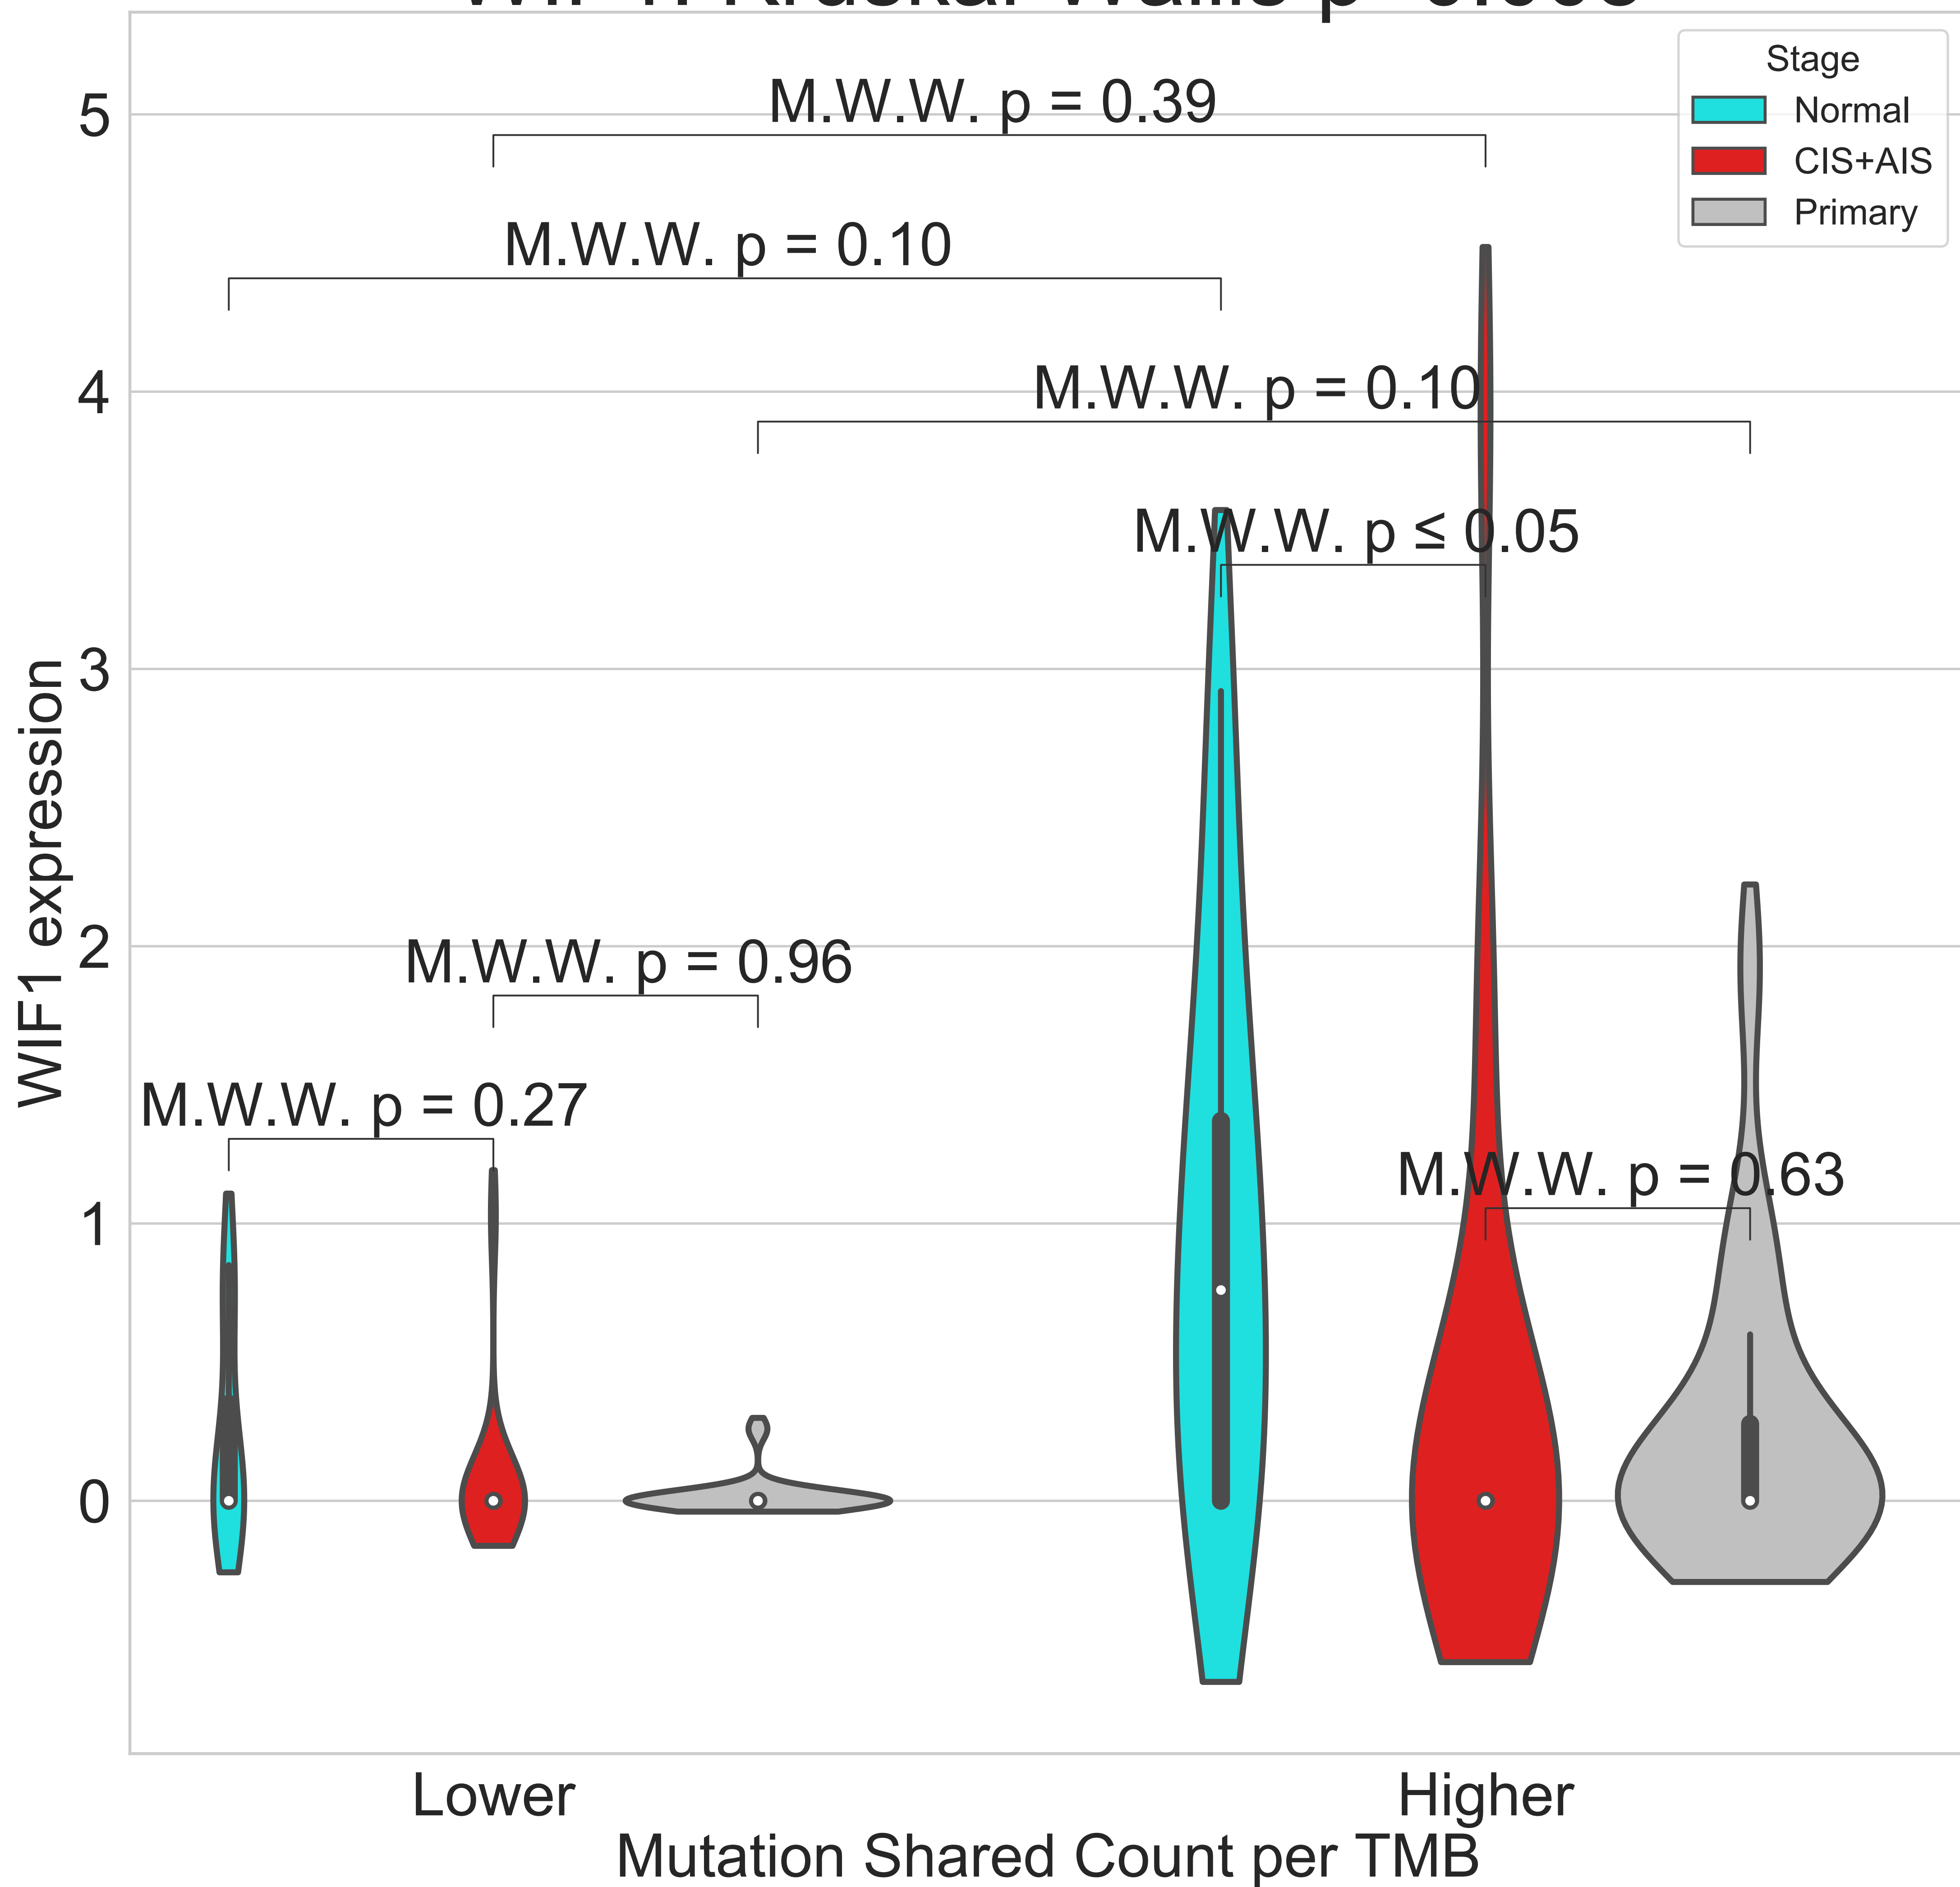 Stage
Normal
CIS+AIS
Primary
M.W.W. p = 0.39
M.W.W. p = 0.10
M.W.W. p = 0.10
M.W.W. p ≤ 0.05
M.W.W. p = 0.96
M.W.W. p = 0.27
M.W.W. p = 0.63
5
4
3
2
1
0
WIF1 expression
Lower
Higher
Mutation Shared Count per TMB